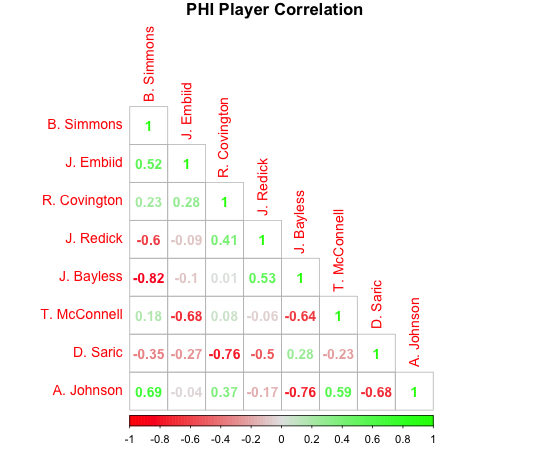 PHI Player Correlation
B. Simmons
J. Embiid
R. Covington
J. Redick
J. Bayless
T. McConnell
D. Saric
A. Johnson
B. Simmons 1
J. Embiid 0.52 1
R. Covington 0.23 0.28 1
J. Redick -0.6 -0.09 0.41 1
J. Bayless -0.82 -0.1 0.01 0.53 1
T. McConnell 0.18 -0.68 0.08 -0.06 -0.64 1
D. Saric -0.35 -0.27 -0.76 -0.5 0.28 -0.23 1
A. Johnson 0.69 -0.04 0.37 -0.17 -0.76 0.59 -0.68 1
-1 -0.8 -0.6 -0.4 -0.2 0 0.2 0.4 0.6 0.8 1